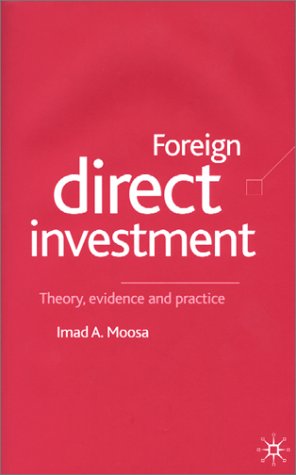 Foreign
direct
investment
Theory, evidence and practice
Imad A. Moosa